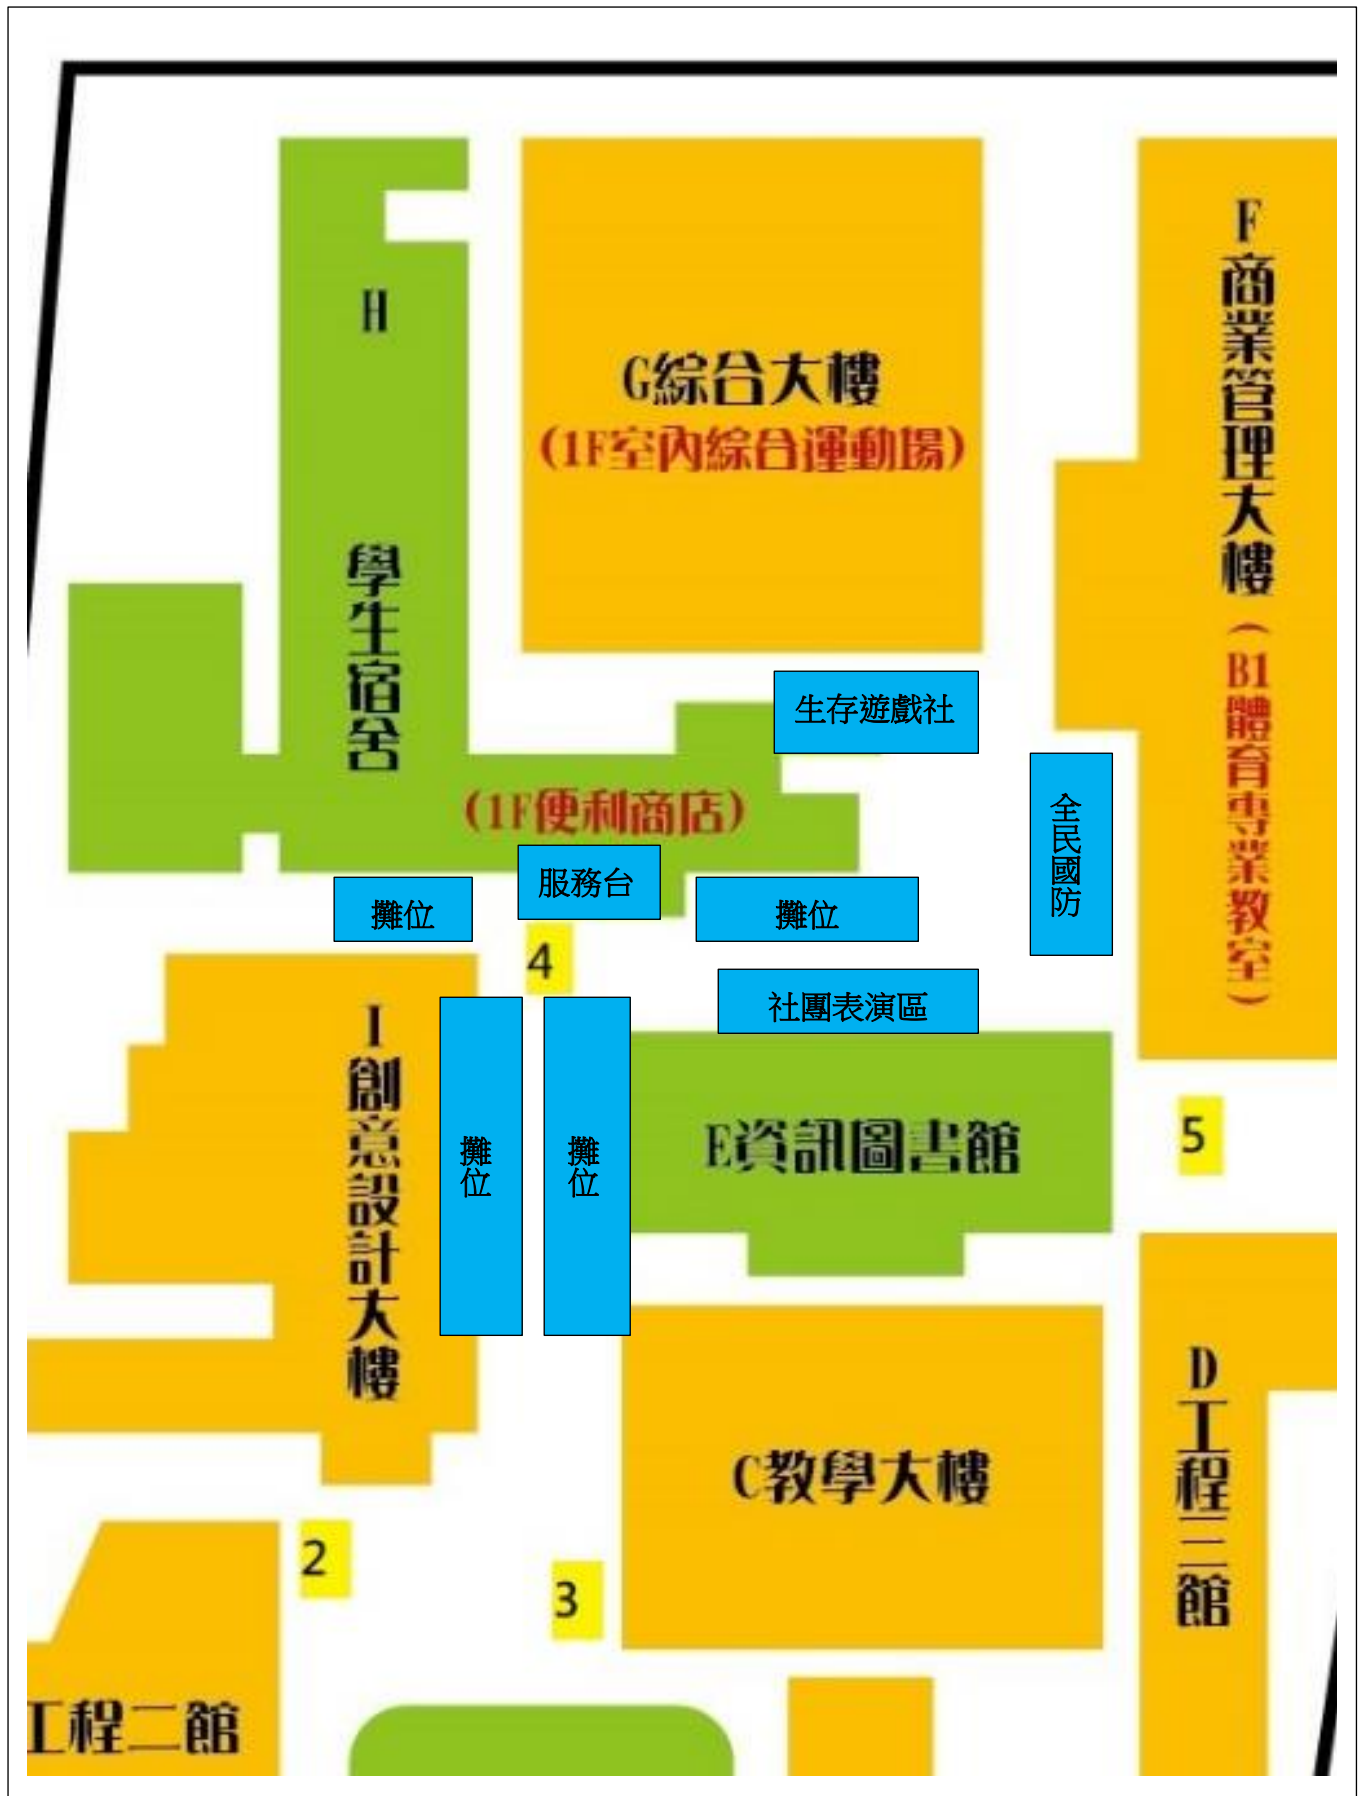 H
學生宿舍
(1F便利商店)
G綜合大樓
(1F室內綜合運動場)
F商業管理大樓(B1體育專業教室)
生存遊戲社
全民國防
服務台
攤位
攤位
4
社團表演區
I創意設計大樓
攤位
攤位
E資訊圖書館
5
C教學大樓
D工程三館
2
3
工程二館